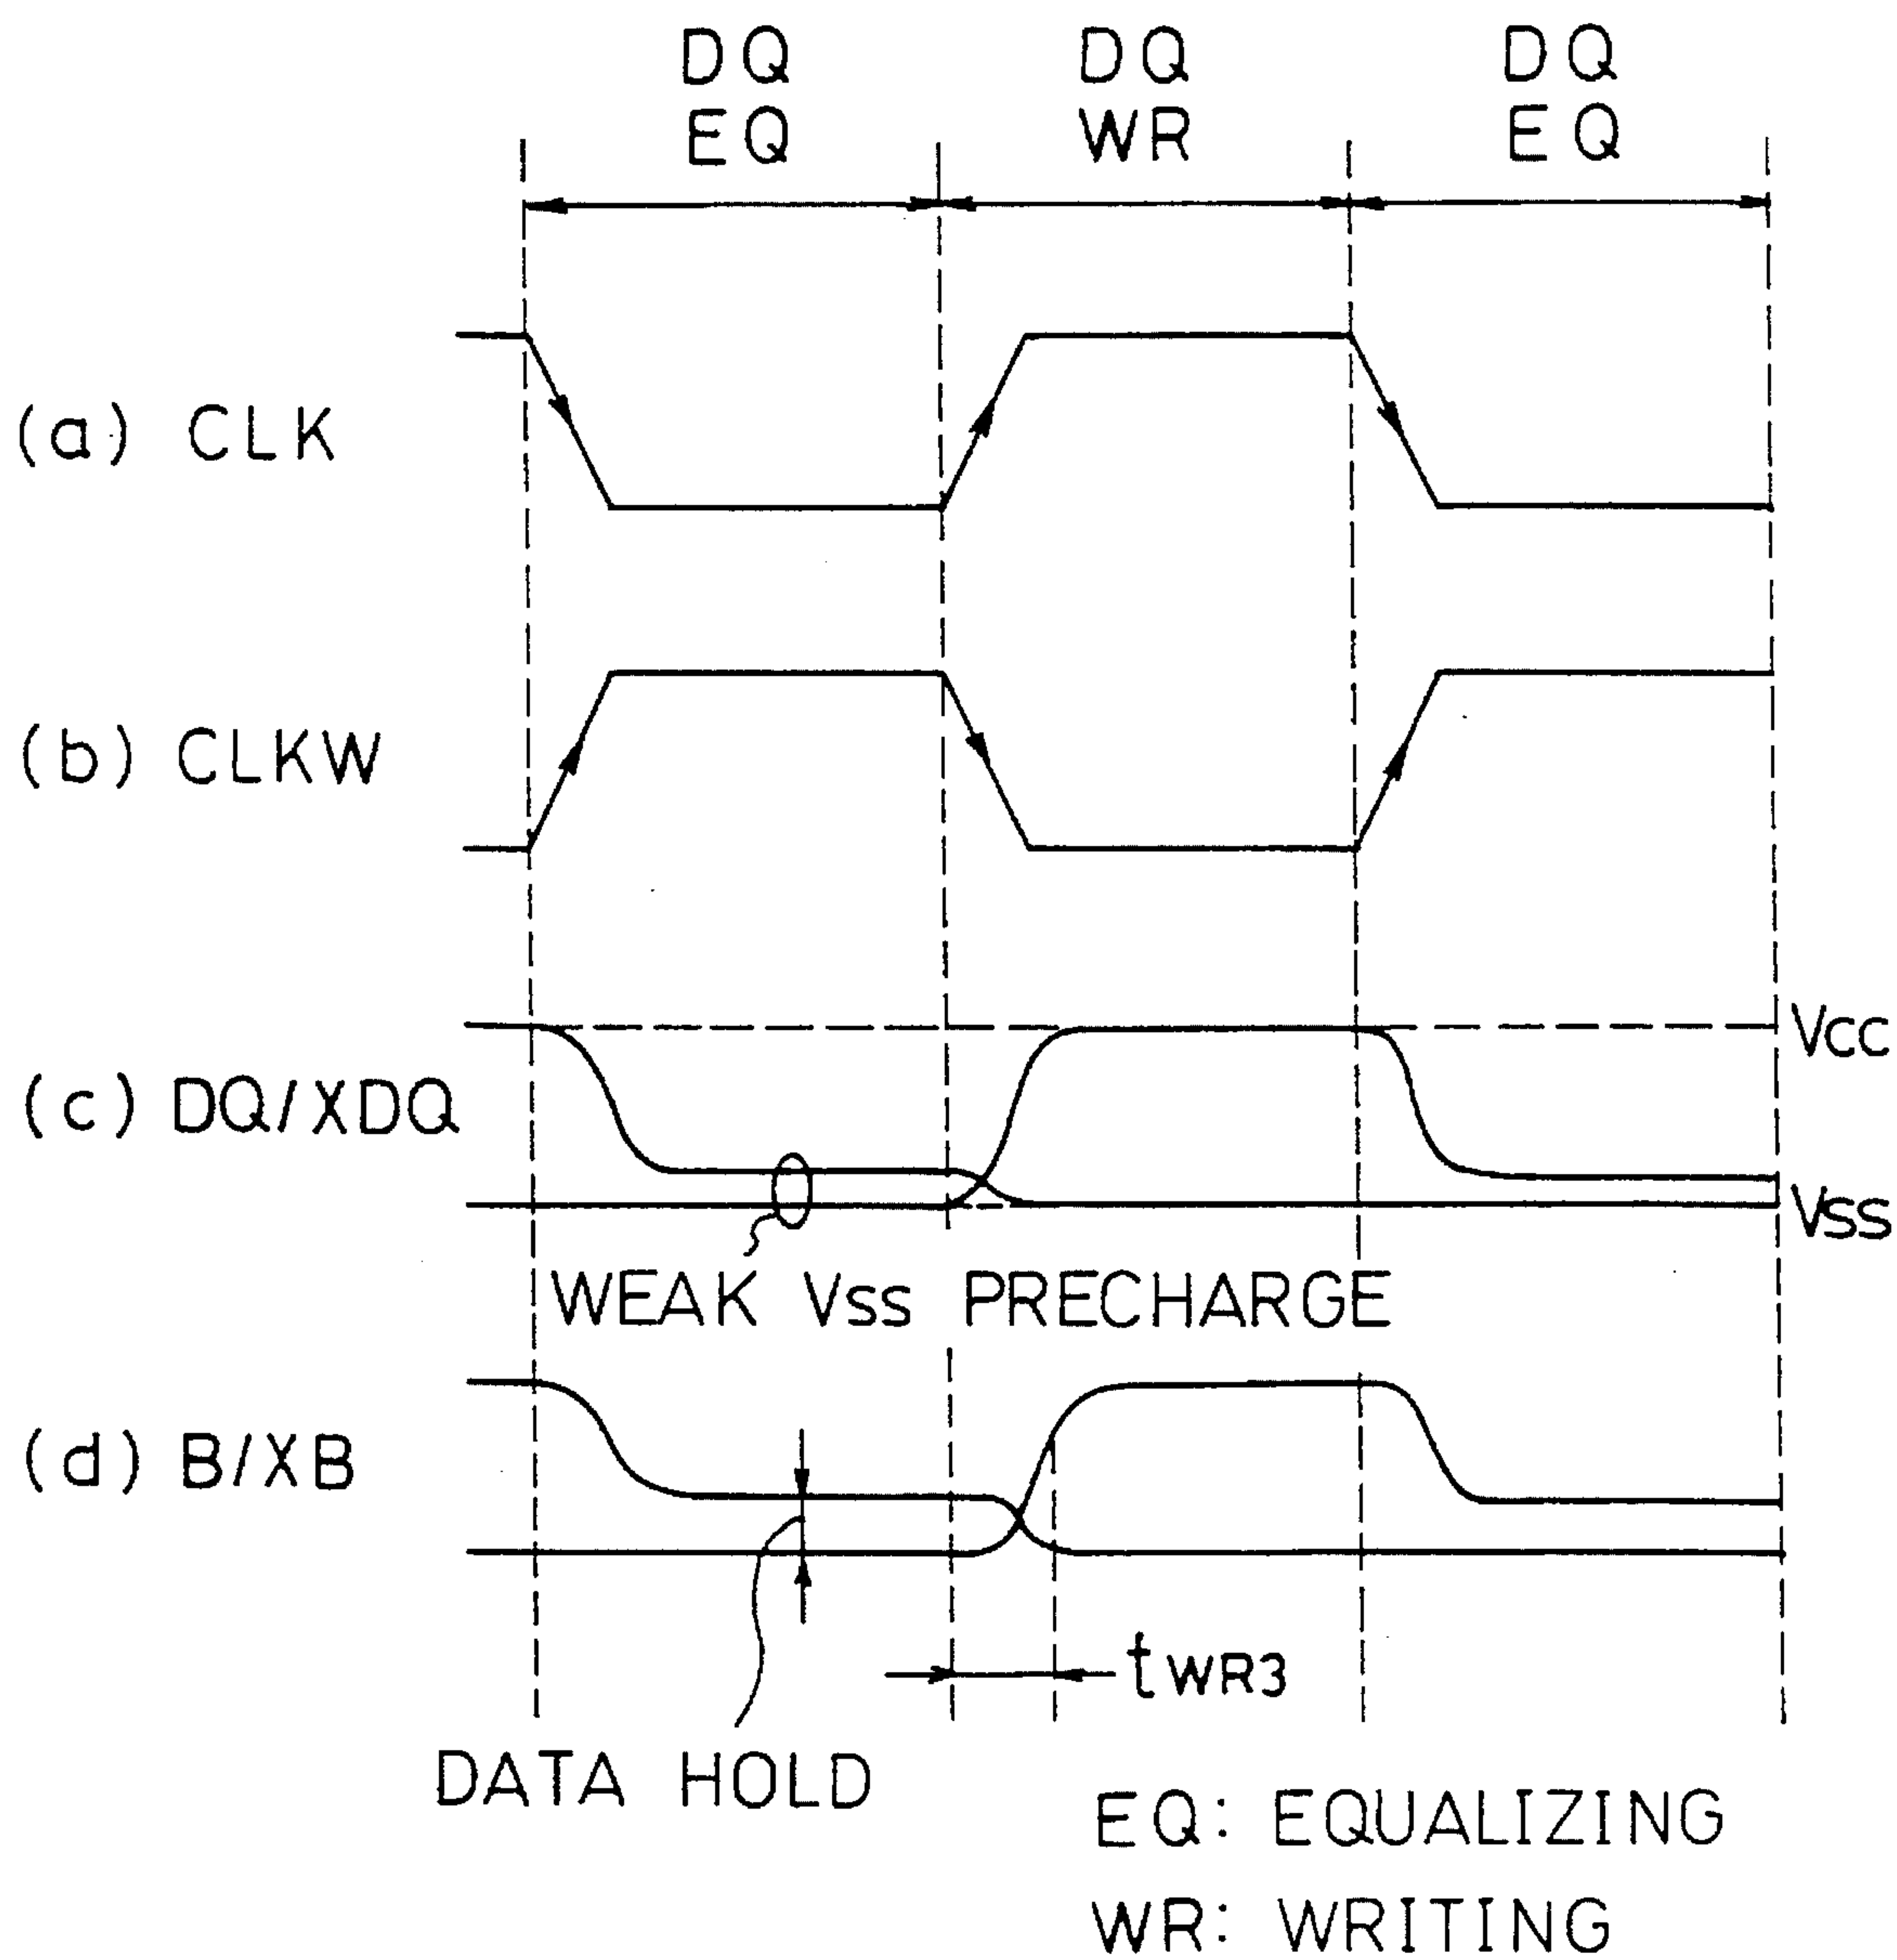 DQ DQ DQ
EQ WR EQ
(a) CLK
(b) CLKW
VCC
(c) DQ/XDQ
VSS
WEAK VSS PRECHARGE
(d) B/XB
tWR3
DATA HOLD
EQ: EQUALIZING
WR: WRITING